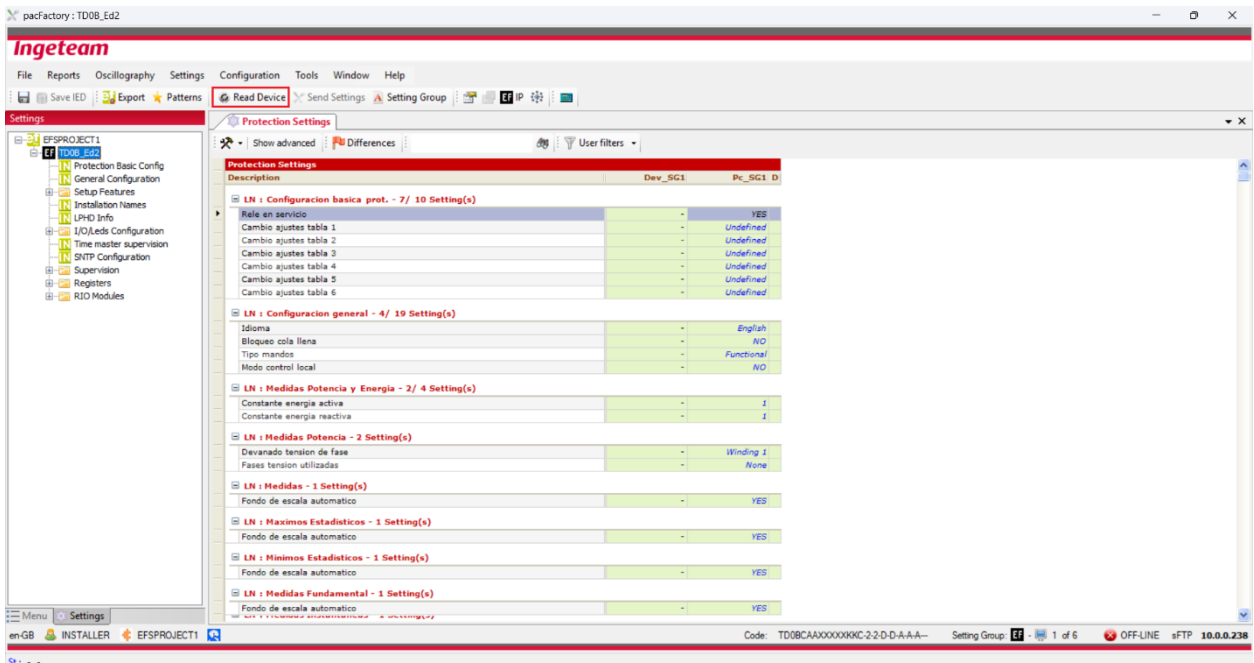 pacFactory : TD0B_Ed2
Ingeteam
File Reports Oscillography Settings Configuration Tools Window Help
Save IED Export Patterns Read Device Send Settings Setting Group EF IP
Settings
EFSPROJECT1
EF TD0B_Ed2
IN Protection Basic Config
IN General Configuration
Setup Features
IN Installation Names
IN LPHD Info
I/O/Leds Configuration
IN Time master supervision
IN SNTP Configuration
Supervision
Registers
RIO Modules
Menu Settings
Protection Settings
Show advanced Differences User filters
Protection Settings
Description Dev_SG1 Pc_SG1 D
LN : Configuracion basica prot. - 7/ 10 Setting(s)
Rele en servicio - YES
Cambio ajustes tabla 1 - Undefined
Cambio ajustes tabla 2 - Undefined
Cambio ajustes tabla 3 - Undefined
Cambio ajustes tabla 4 - Undefined
Cambio ajustes tabla 5 - Undefined
Cambio ajustes tabla 6 - Undefined
LN : Configuracion general - 4/ 19 Setting(s)
Idioma - English
Bloqueo cola llena - NO
Tipo mandos - Functional
Modo control local - NO
LN : Medidas Potencia y Energia - 2/ 4 Setting(s)
Constante energia activa - 1
Constante energia reactiva - 1
LN : Medidas Potencia - 2 Setting(s)
Devanado tension de fase - Winding 1
Fases tension utilizadas - None
LN : Medidas - 1 Setting(s)
Fondo de escala automatico - YES
LN : Maximos Estadisticos - 1 Setting(s)
Fondo de escala automatico - YES
LN : Minimos Estadisticos - 1 Setting(s)
Fondo de escala automatico - YES
LN : Medidas Fundamental - 1 Setting(s)
Fondo de escala automatico - YES
en-GB INSTALLER EFSPROJECT1 Code: TD0BCAAXXXXXKKC-2-2-D-D-A-A-A-- Setting Group: EF - 1 of 6 OFF-LINE sFTP 10.0.0.238